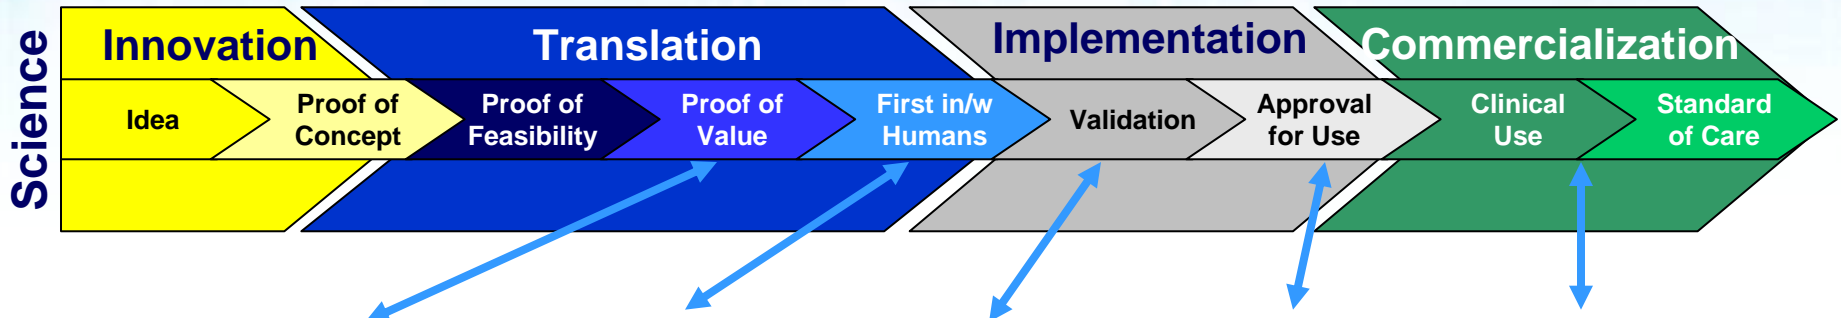 Science
Innovation
Translation
Implementation
Commercialization
Idea
Proof of
Concept
Proof of
Feasibility
Proof of
Value
First in/w
Humans
Validation
Approval
for Use
Clinical
Use
Standard
of Care